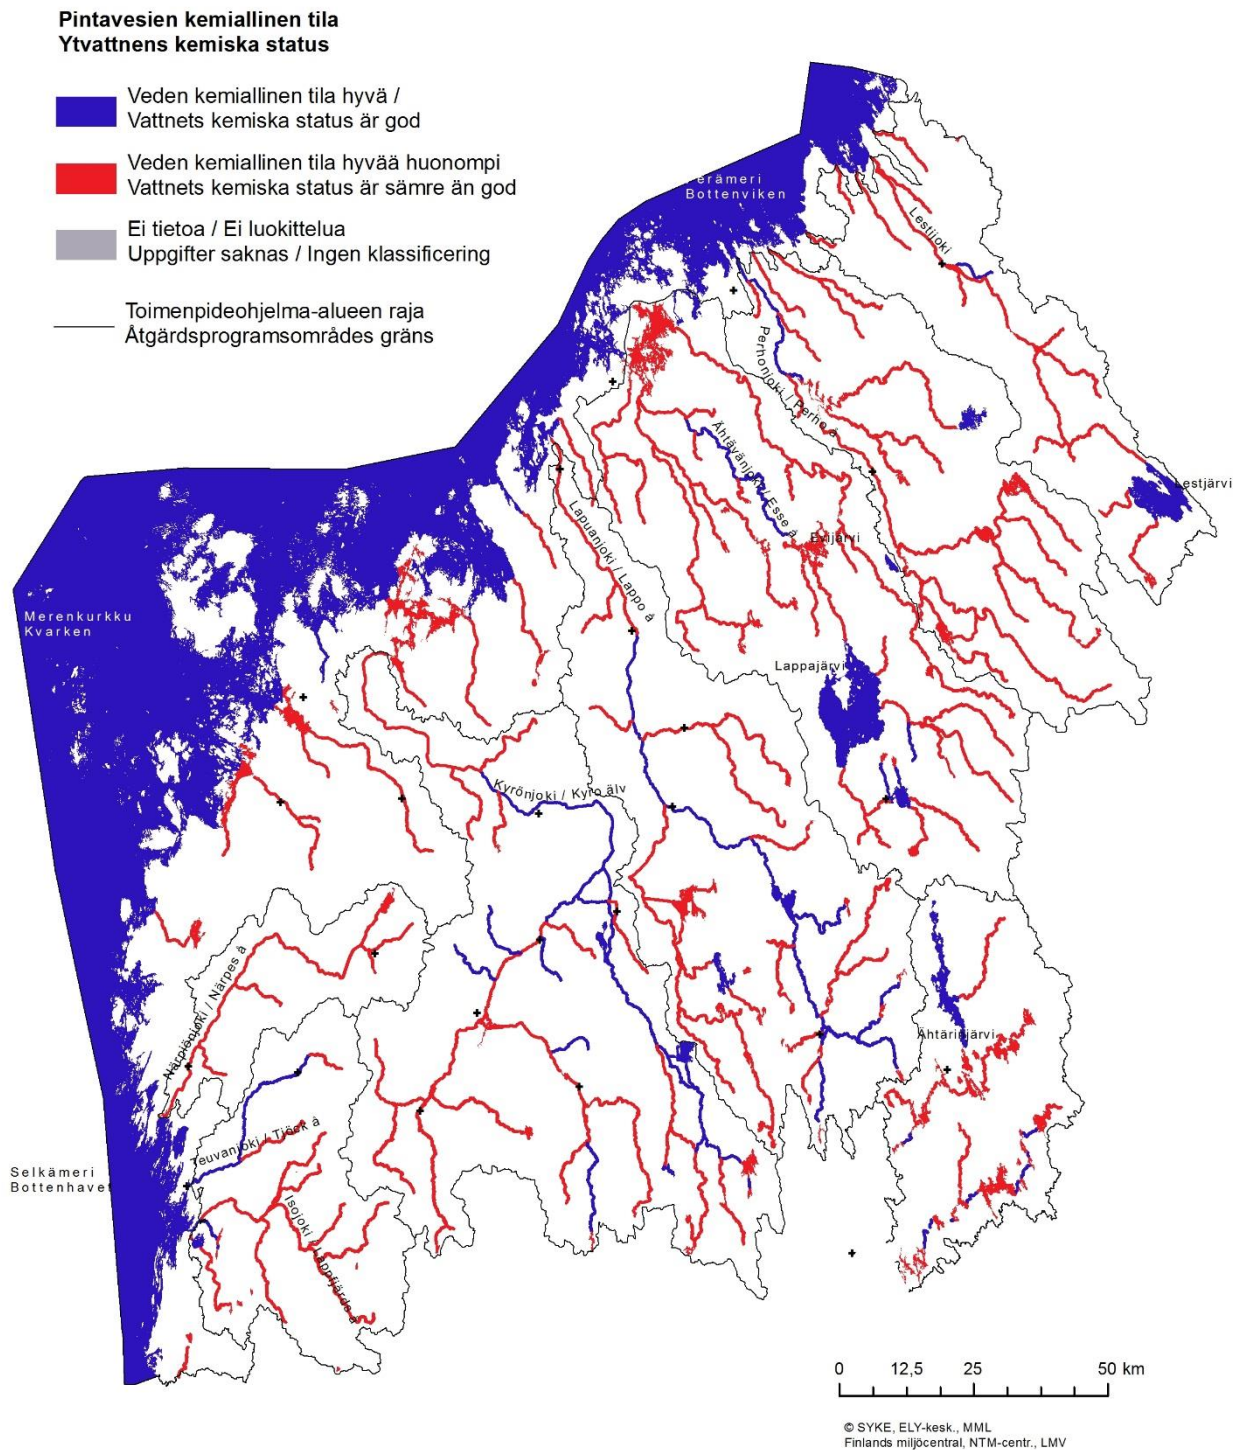 Pintavesien kemiallinen tila
Ytvattnens kemiska status
Veden kemiallinen tila hyvä /
Vattnets kemiska status är god
Veden kemiallinen tila hyvää huonompi
Vattnets kemiska status är sämre än god
Ei tietoa / Ei luokittelua
Uppgifter saknas / Ingen klassificering
Toimenpideohjelma-alueen raja
Åtgärdsprogramsområdes gräns
Perämeri
Bottenviken
Lestijoki
Perhonjoki / Perho å
Ähtävänjoki / Esse å
Lestjärvi
Lapuanjoki / Lappo å
Evijärvi
Merenkurkku
Kvarken
Lappajärvi
Kyrönjoki / Kyro älv
Närpiönjoki / Närpes å
Ähtärinjärvi
Teuvanjoki / Tjöck å
Selkämeri
Bottenhavet
Isojoki / Lappfjärds å
0 12,5 25 50 km
© SYKE, ELY-kesk., MML
Finlands miljöcentral, NTM-centr., LMV